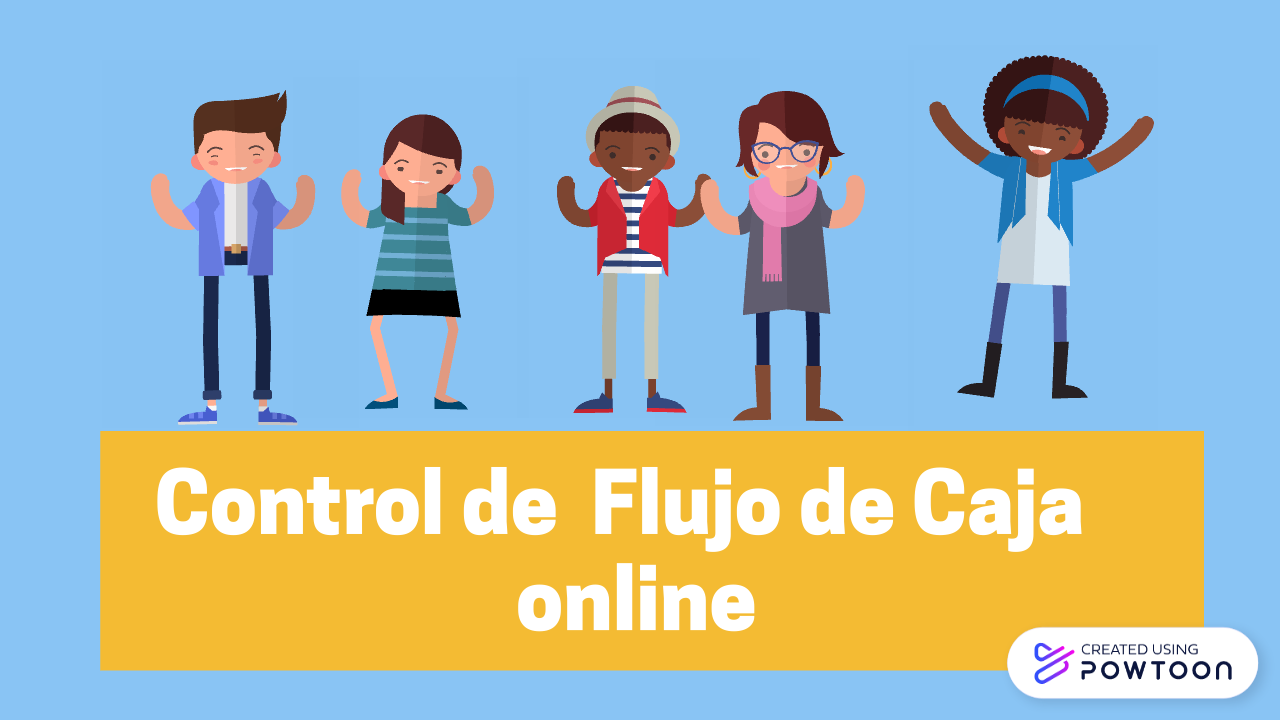 Control de Flujo de Caja
online
CREATED USING
POWTOON